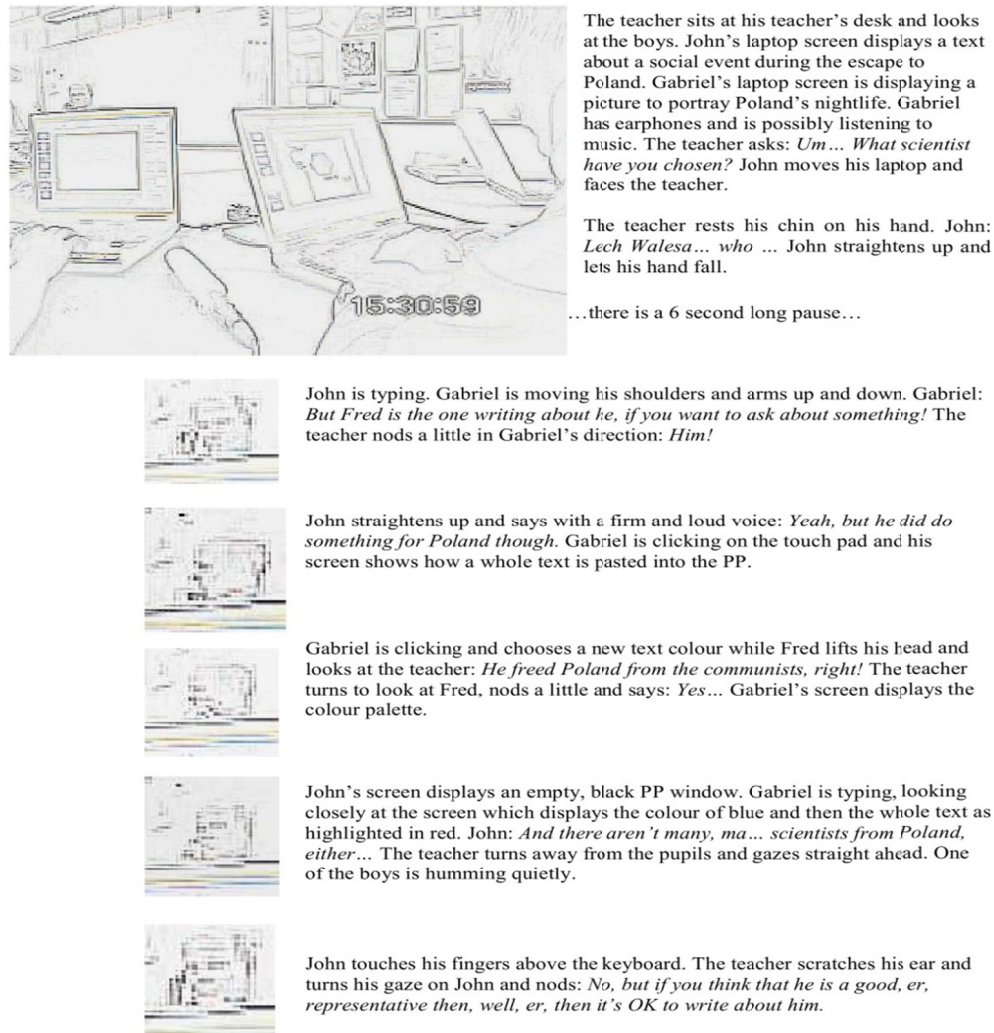 The teacher sits at his teacher's desk and looks
at the boys. John's laptop screen displays a text
about a social event during the escape to
Poland. Gabriel's laptop screen is displaying a
picture to portray Poland's nightlife. Gabriel
has earphones and is possibly listening to
music. The teacher asks: Um... What scientist
have you chosen? John moves his laptop and
faces the teacher.
The teacher rests his chin on his hand. John:
Lech Walesa... who ... John straightens up and
lets his hand fall.
15:30:59
…there is a 6 second long pause…
John is typing. Gabriel is moving his shoulders and arms up and down. Gabriel:
But Fred is the one writing about he, if you want to ask about something! The
teacher nods a little in Gabriel's direction: Him!
John straightens up and says with a firm and loud voice: Yeah, but he did do
something for Poland though. Gabriel is clicking on the touch pad and his
screen shows how a whole text is pasted into the PP.
Gabriel is clicking and chooses a new text colour while Fred lifts his head and
looks at the teacher: He freed Poland from the communists, right! The teacher
turns to look at Fred, nods a little and says: Yes... Gabriel's screen displays the
colour palette.
John's screen displays an empty, black PP window. Gabriel is typing, looking
closely at the screen which displays the colour of blue and then the whole text as
highlighted in red. John: And there aren't many, ma... scientists from Poland,
either... The teacher turns away from the pupils and gazes straight ahead. One
of the boys is humming quietly.
John touches his fingers above the keyboard. The teacher scratches his ear and
turns his gaze on John and nods: No, but if you think that he is a good, er,
representative then, well, er, then it's OK to write about him.